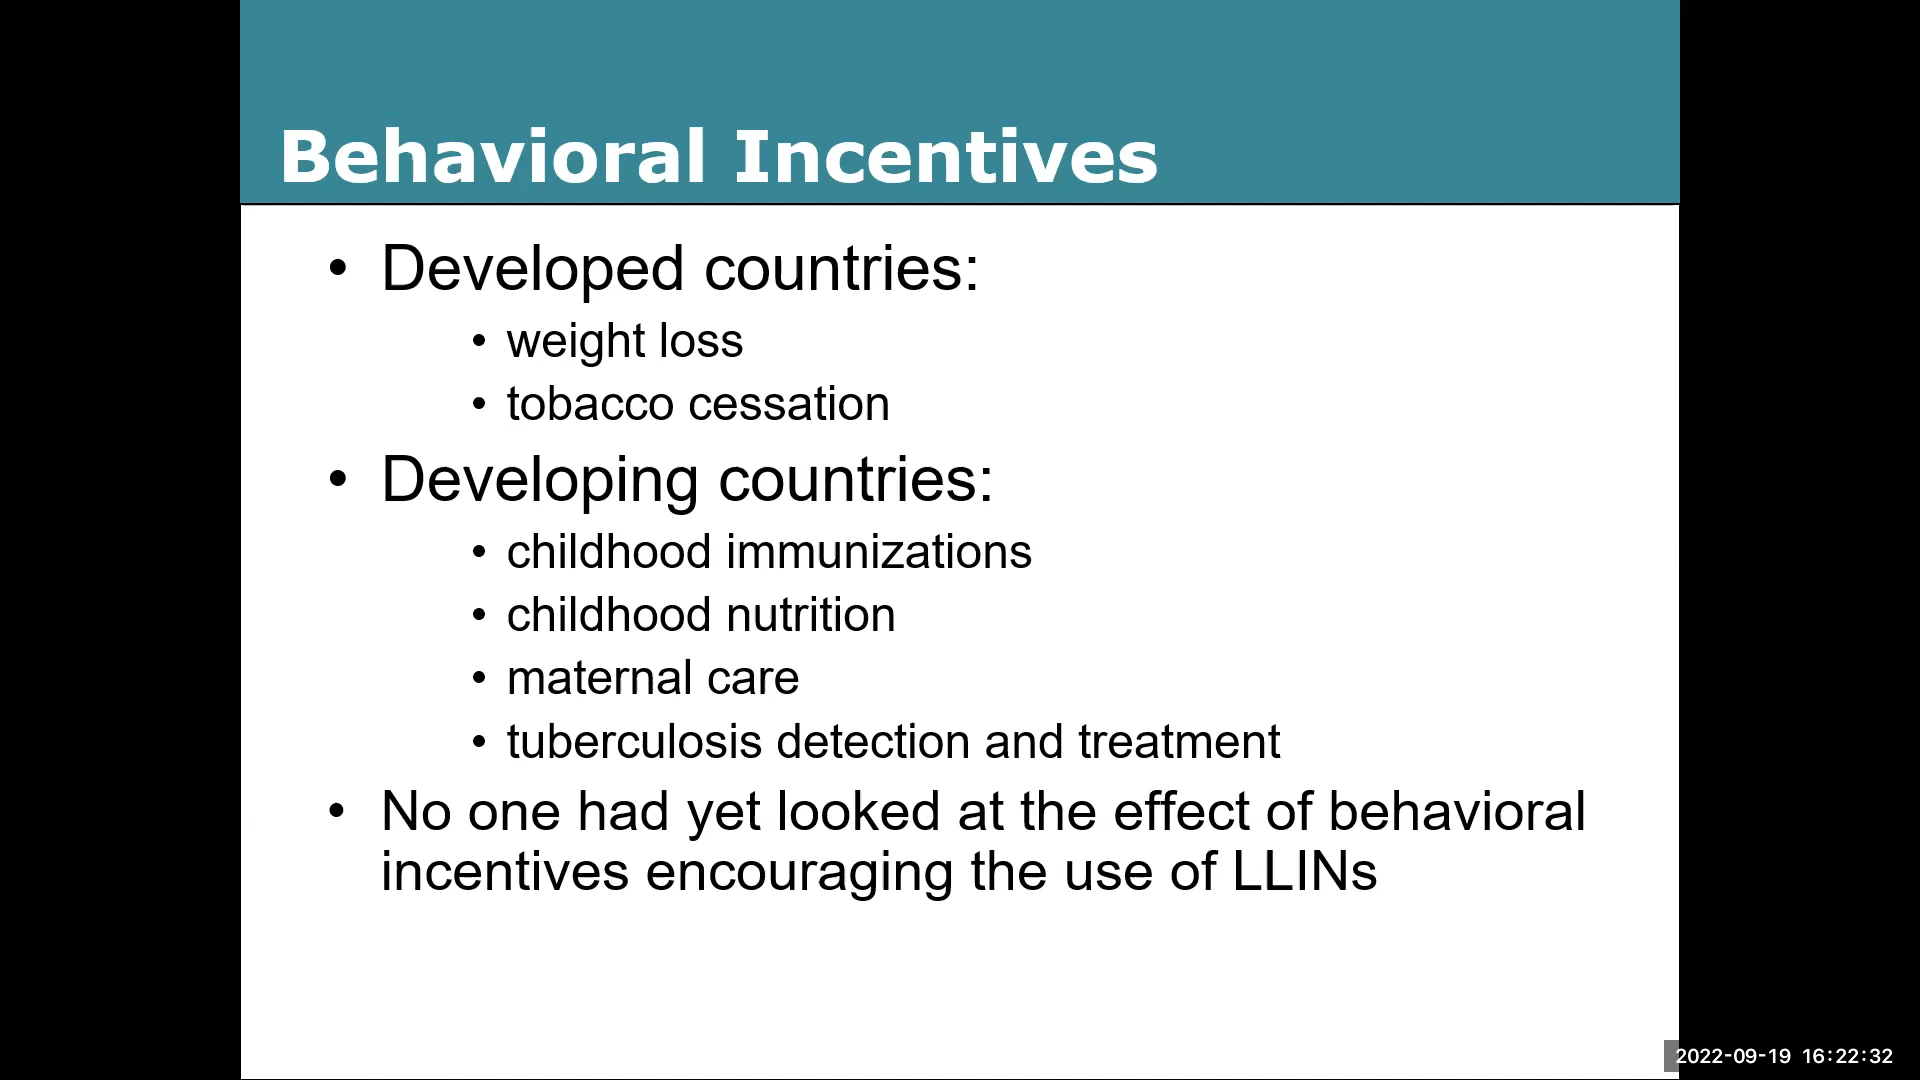 Behavioral Incentives
• Developed countries:
• weight loss
• tobacco cessation
• Developing countries:
• childhood immunizations
• childhood nutrition
• maternal care
• tuberculosis detection and treatment
• No one had yet looked at the effect of behavioral
incentives encouraging the use of LLINs
2022-09-19 16:22:32